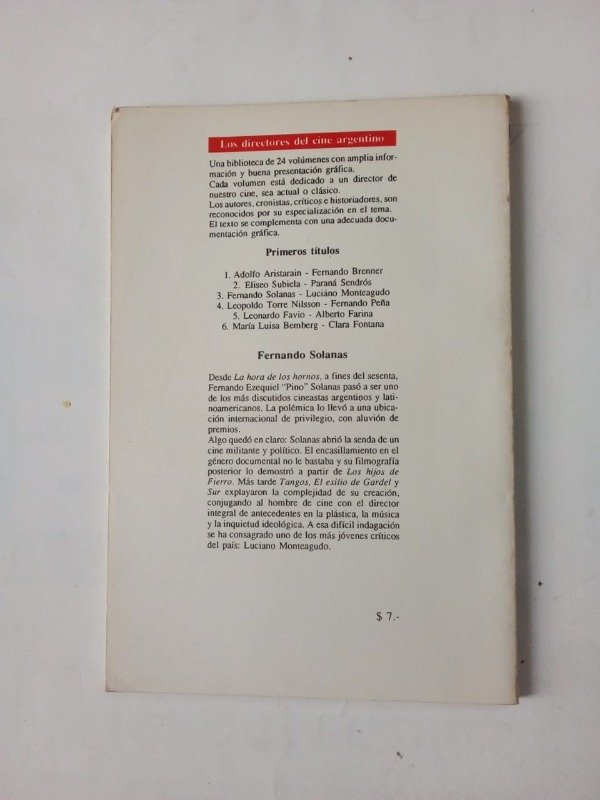 Los directores del cine argentino
Una biblioteca de 24 volúmenes con amplia infor-
mación y buena presentación gráfica.
Cada volumen está dedicado a un director de
nuestro cine, sea actual o clásico.
Los autores, cronistas, críticos e historiadores, son
reconocidos por su especialización en el tema.
El texto se complementa con una adecuada docu-
mentación gráfica.
Primeros títulos
1. Adolfo Aristarain - Fernando Brenner
2. Eliseo Subiela - Paraná Sendrós
3. Fernando Solanas - Luciano Monteagudo
4. Leopoldo Torre Nilsson - Fernando Peña
5. Leonardo Favio - Alberto Farina
6. María Luisa Bemberg - Clara Fontana
Fernando Solanas
Desde La hora de los hornos, a fines del sesenta,
Fernando Ezequiel "Pino" Solanas pasó a ser uno
de los más discutidos cineastas argentinos y lati-
noamericanos. La polémica lo llevó a una ubica-
ción internacional de privilegio, con aluvión de
premios.
Algo quedó en claro: Solanas abrió la senda de un
cine militante y político. El encasillamiento en el
género documental no le bastaba y su filmografía
posterior lo demostró a partir de Los hijos de
Fierro. Más tarde Tangos, El exilio de Gardel y
Sur explayaron la complejidad de su creación,
conjugando al hombre de cine con el director
integral de antecedentes en la plástica, la música
y la inquietud ideológica. A esa difícil indagación
se ha consagrado uno de los más jóvenes críticos
del país: Luciano Monteagudo.
$ 7.-